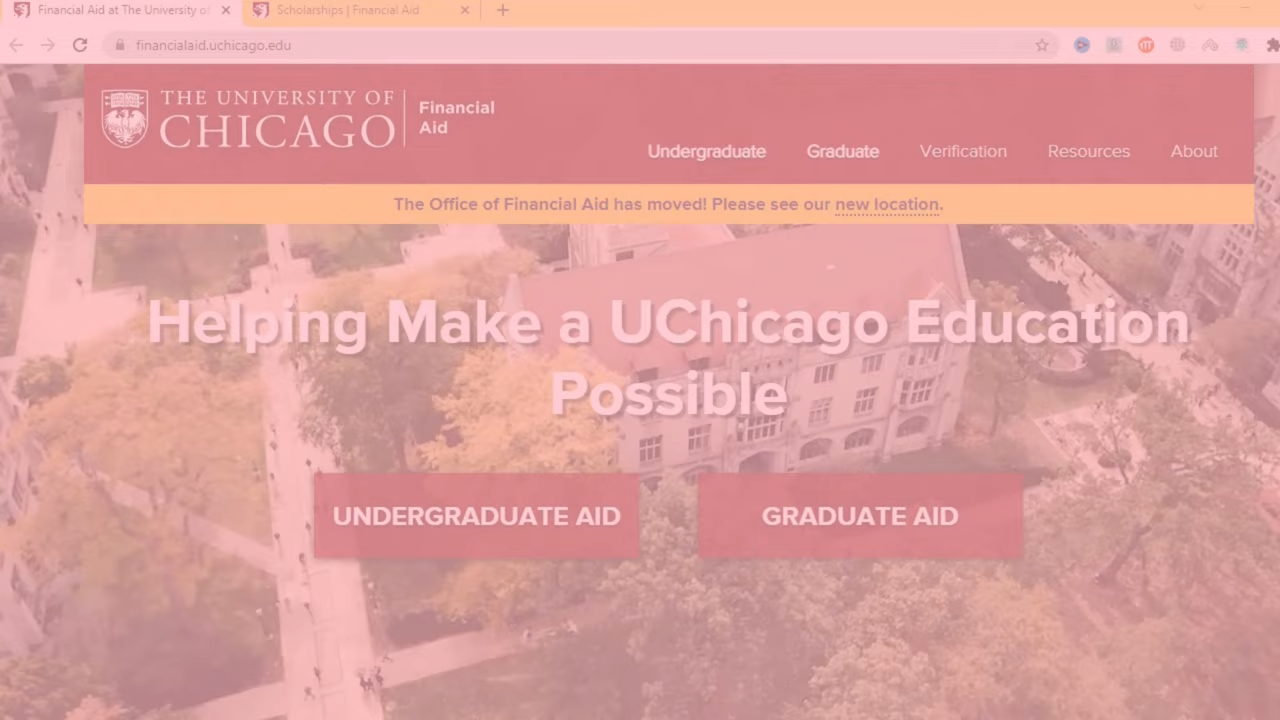 Financial Aid at The University of
Scholarships | Financial Aid
financialaid.uchicago.edu
THE UNIVERSITY OF
CHICAGO
Financial
Aid
Undergraduate Graduate Verification Resources About
The Office of Financial Aid has moved! Please see our new location.
Helping Make a UChicago Education
Possible
UNDERGRADUATE AID GRADUATE AID